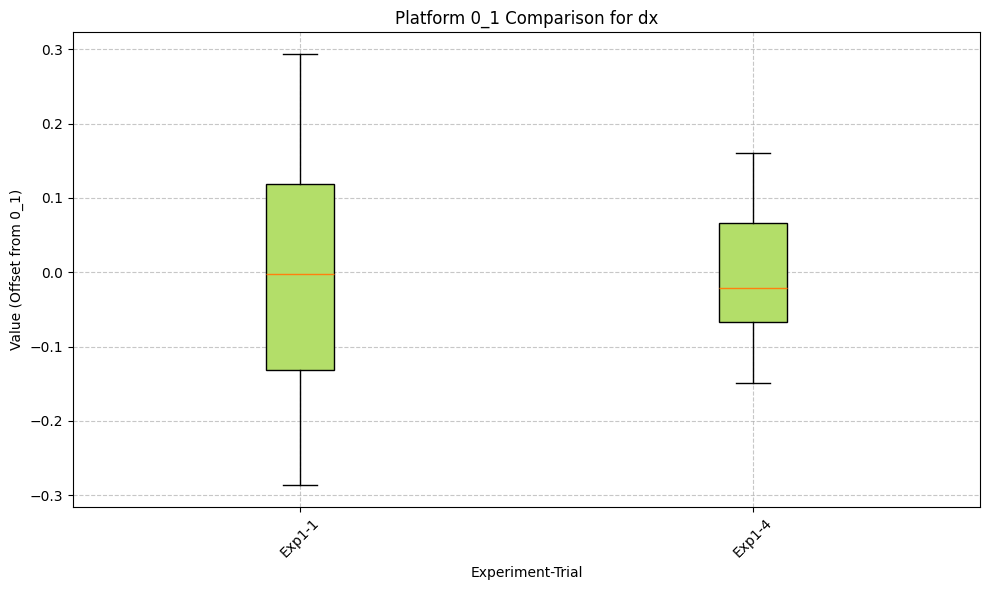 Platform 0_1 Comparison for dx
Value (Offset from 0_1)
0.3
0.2
0.1
0.0
−0.1
−0.2
−0.3
Exp1-1
Exp1-4
Experiment-Trial